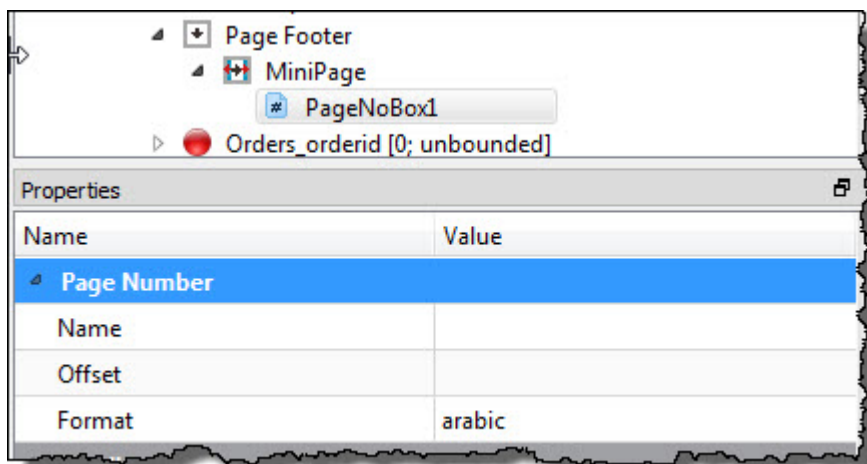 Page Footer
MiniPage
# PageNoBox1
Orders_orderid [0; unbounded]
Properties
Name Value
Page Number
Name
Offset
Format arabic